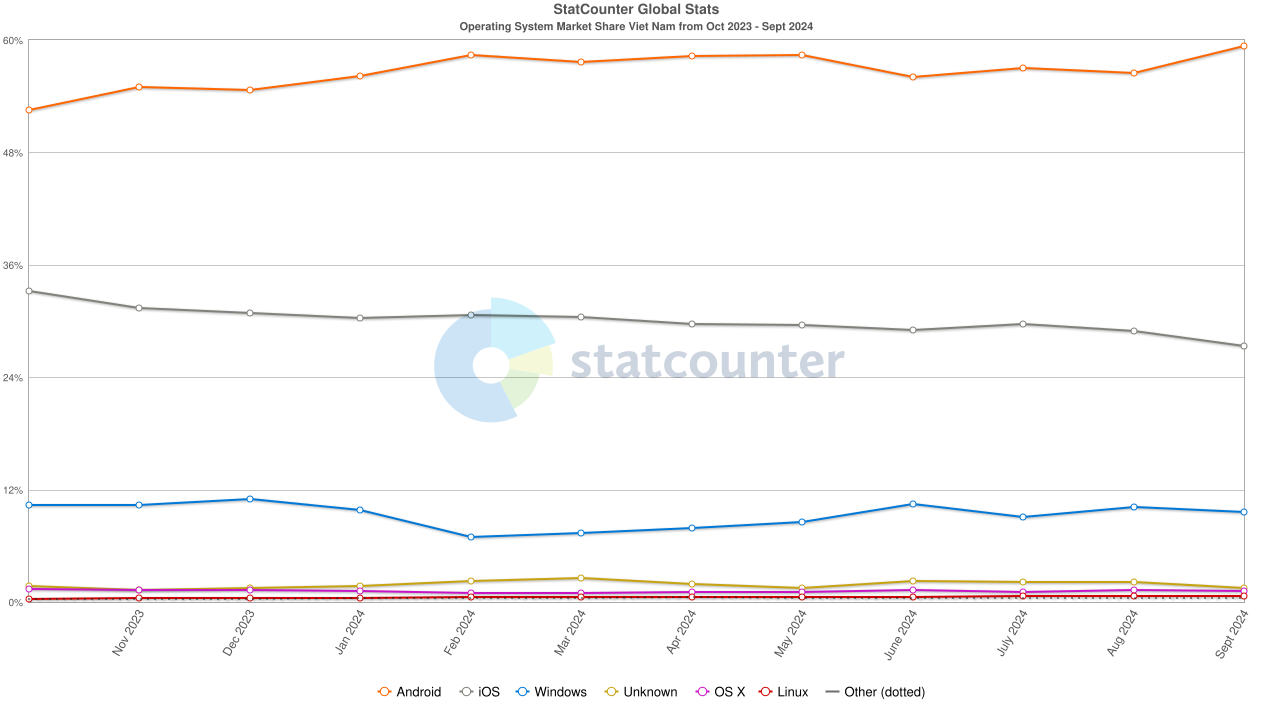 StatCounter Global Stats
Operating System Market Share Viet Nam from Oct 2023 - Sept 2024
60%
48%
36%
24%
12%
0%
statcounter
Nov 2023 Dec 2023 Jan 2024 Feb 2024 Mar 2024 Apr 2024 May 2024 June 2024 July 2024 Aug 2024 Sept 2024
Android iOS Windows Unknown OS X Linux Other (dotted)